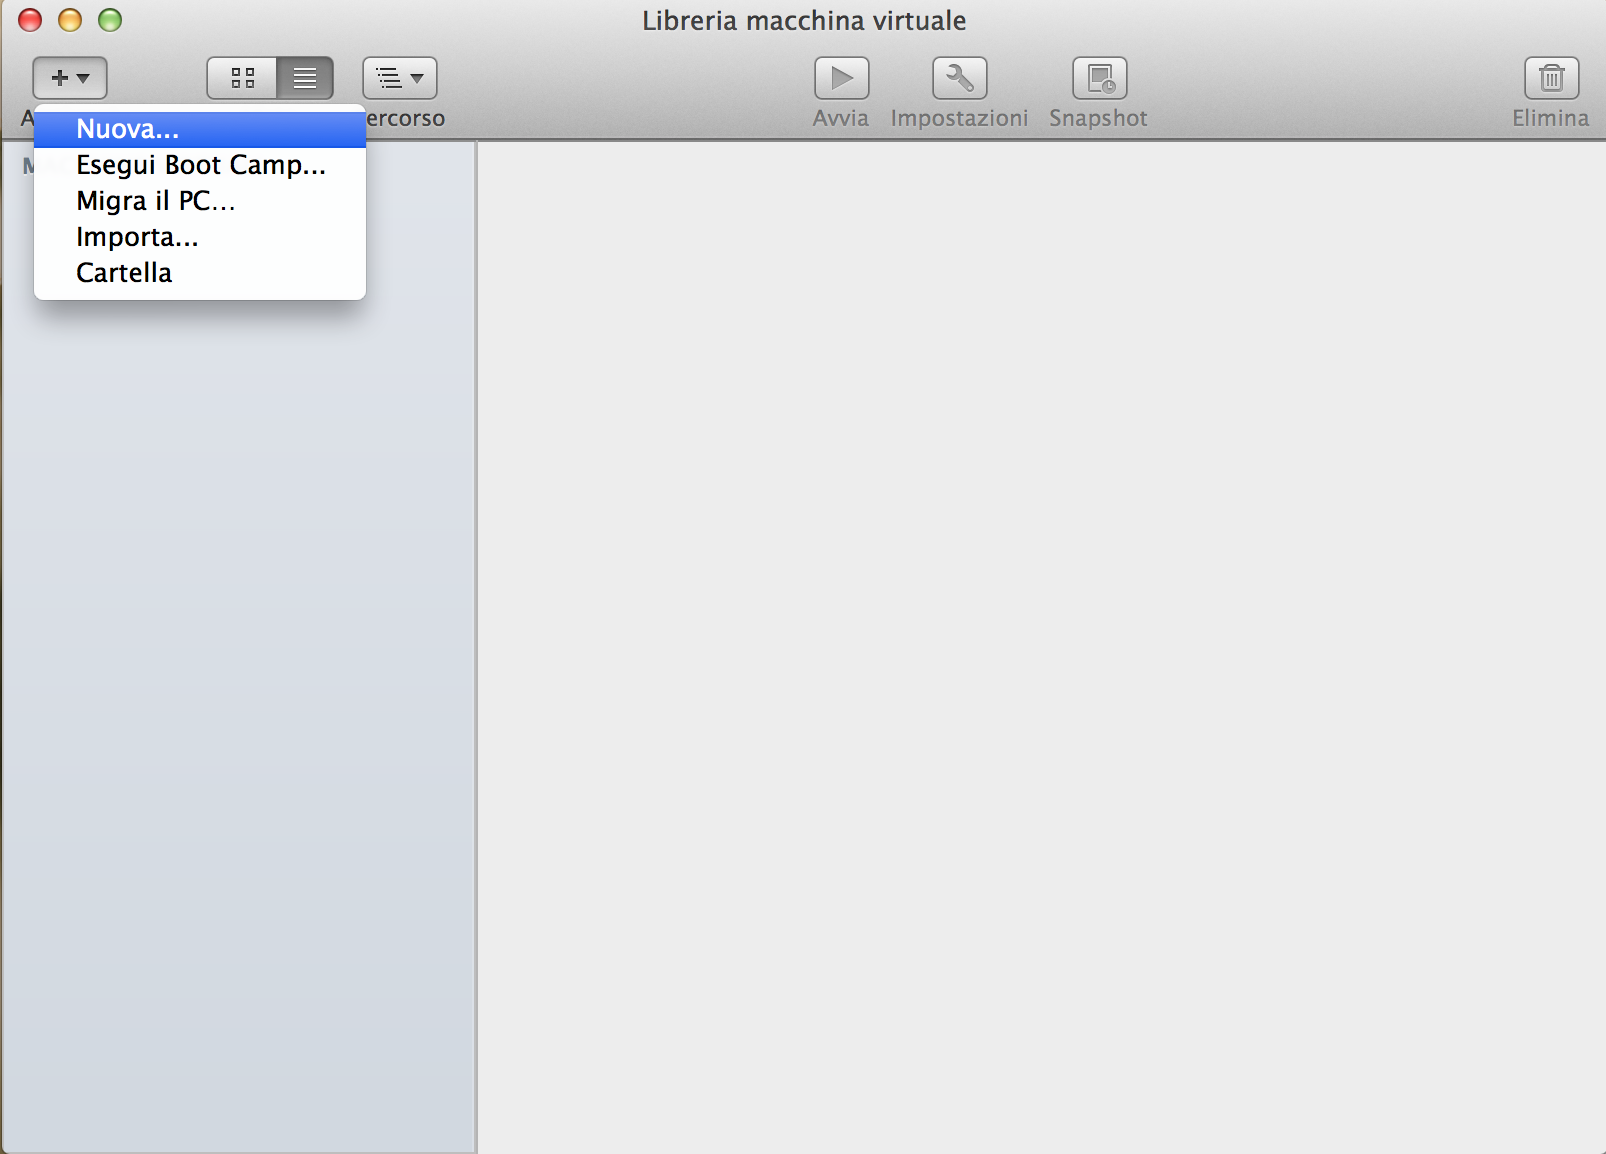 Libreria macchina virtuale
Nuova...
Esegui Boot Camp...
Migra il PC...
Importa...
Cartella
ercorso
Avvia
Impostazioni
Snapshot
Elimina